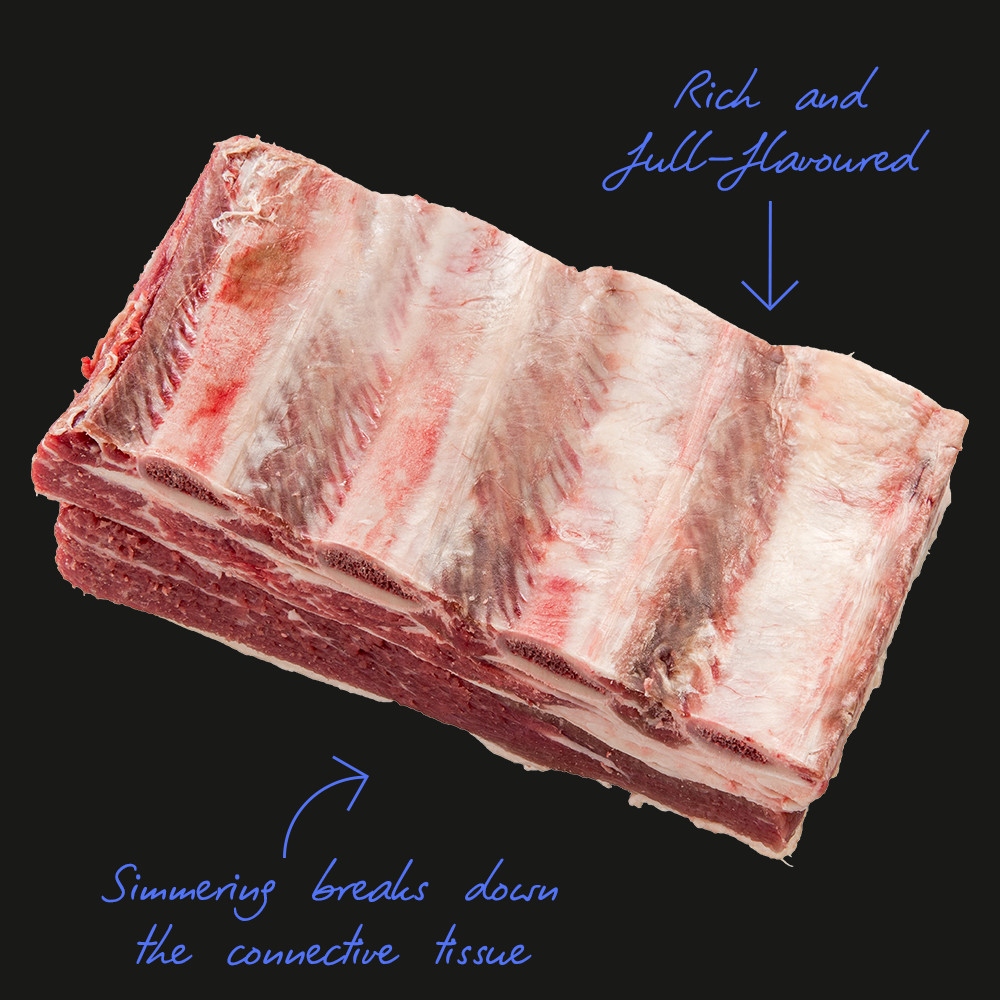 Rich and
full-flavoured
Simmering breaks down
the connective tissue